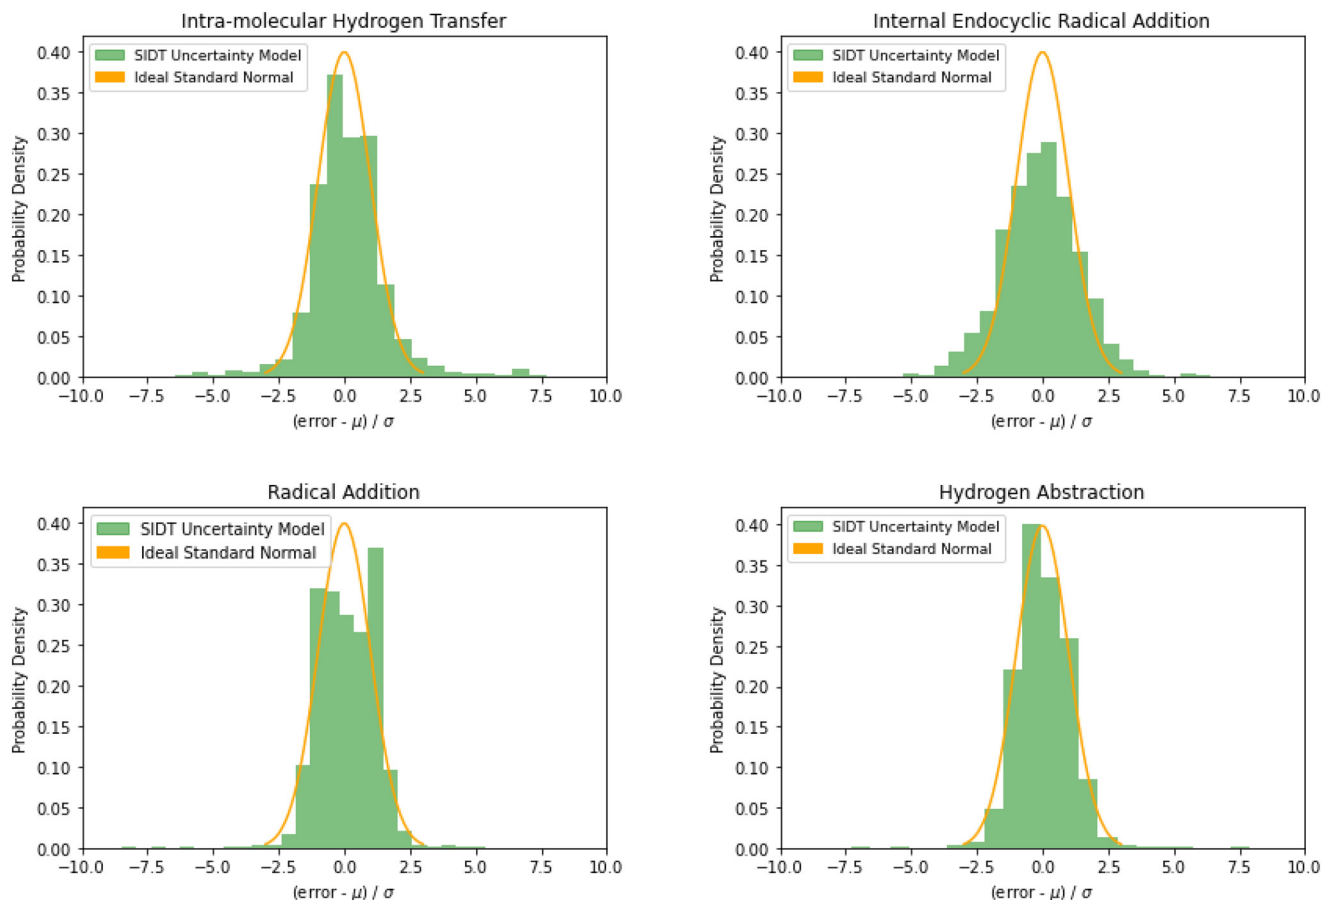 Intra-molecular Hydrogen Transfer
SIDT Uncertainty Model
Ideal Standard Normal
0.40
0.35
0.30
0.25
0.20
0.15
0.10
0.05
0.00
Probability Density
−10.0 −7.5 −5.0 −2.5 0.0 2.5 5.0 7.5 10.0
(error - μ) / σ
Internal Endocyclic Radical Addition
SIDT Uncertainty Model
Ideal Standard Normal
0.40
0.35
0.30
0.25
0.20
0.15
0.10
0.05
0.00
Probability Density
−10.0 −7.5 −5.0 −2.5 0.0 2.5 5.0 7.5 10.0
(error - μ) / σ
Radical Addition
SIDT Uncertainty Model
Ideal Standard Normal
0.40
0.35
0.30
0.25
0.20
0.15
0.10
0.05
0.00
Probability Density
−10.0 −7.5 −5.0 −2.5 0.0 2.5 5.0 7.5 10.0
(error - μ) / σ
Hydrogen Abstraction
SIDT Uncertainty Model
Ideal Standard Normal
0.40
0.35
0.30
0.25
0.20
0.15
0.10
0.05
0.00
Probability Density
−10.0 −7.5 −5.0 −2.5 0.0 2.5 5.0 7.5 10.0
(error - μ) / σ